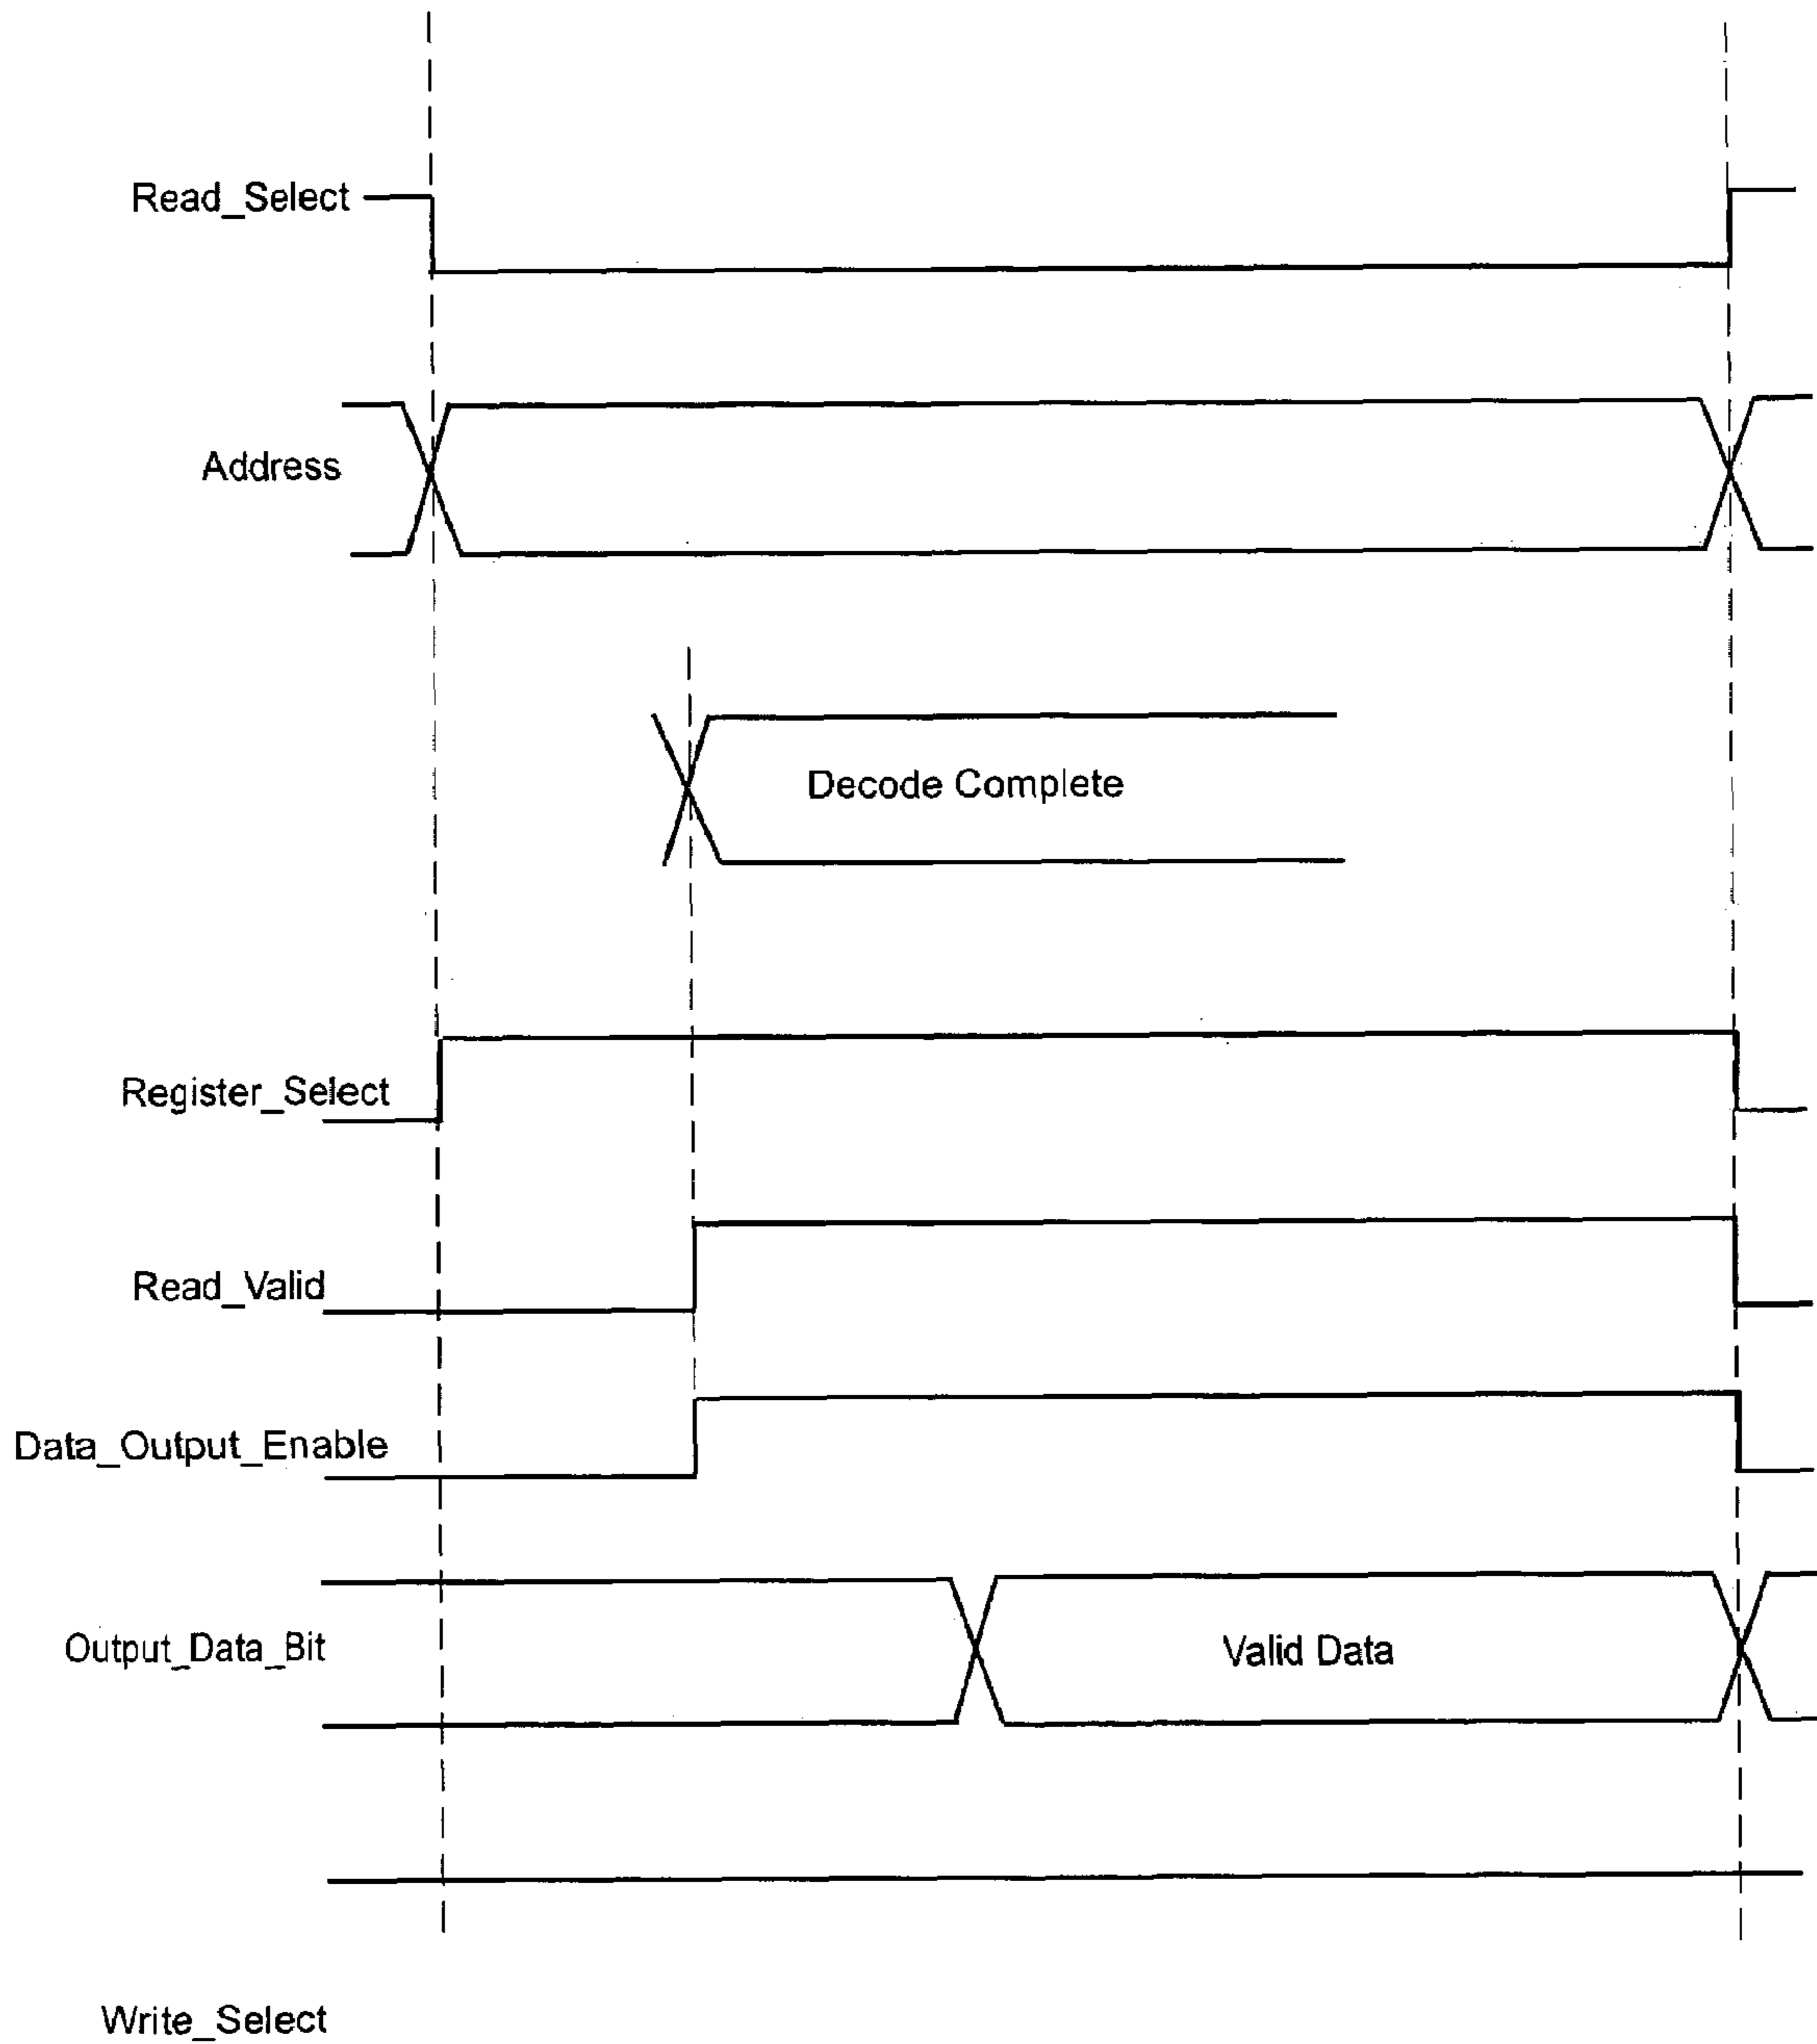 Read_Select
Address
Decode Complete
Register_Select
Read_Valid
Data_Output_Enable
Output_Data_Bit
Valid Data
Write_Select